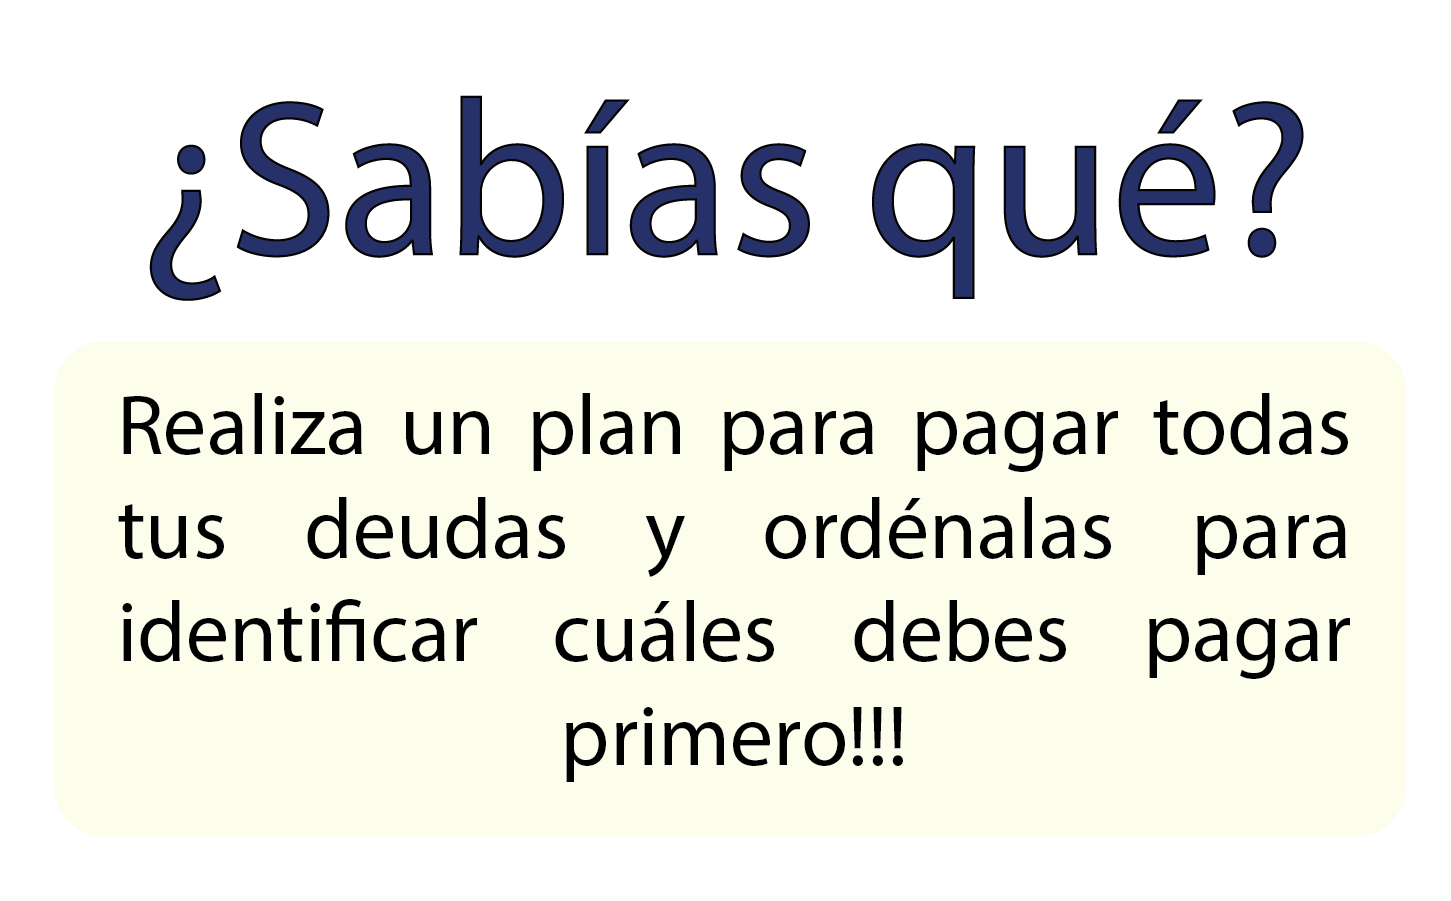 ¿Sabías qué?
Realiza un plan para pagar todas
tus deudas y ordénalas para
identificar cuáles debes pagar
primero!!!